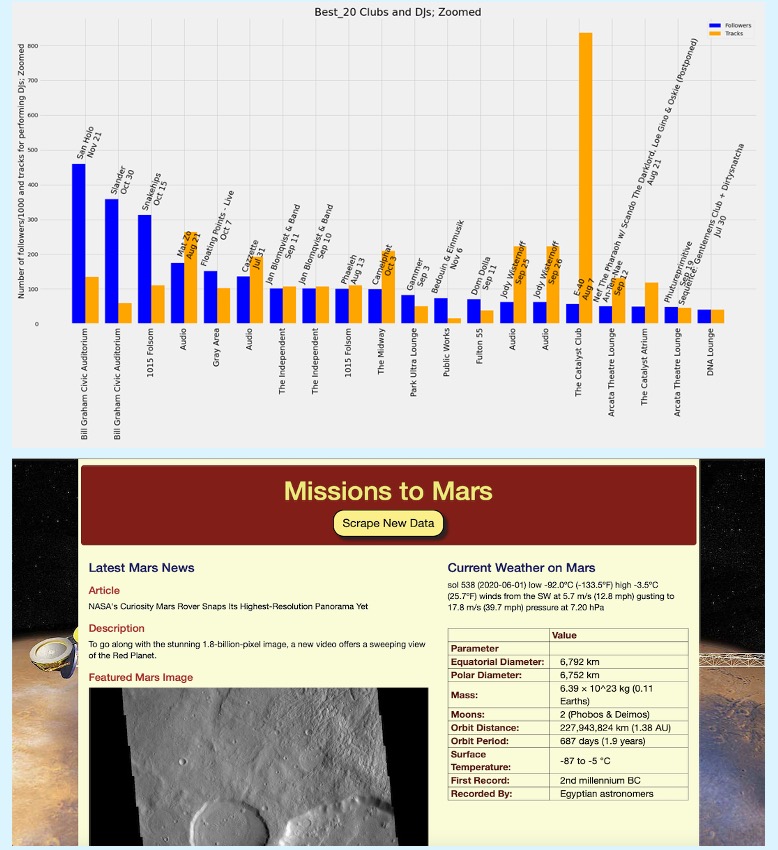 Best_20 Clubs and DJs; Zoomed
Followers
Tracks
Number of followers/1000 and tracks for performing DJs; Zoomed
800
700
600
500
400
300
200
100
0
San Holo
Nov 21
Slander
Oct 30
Snakehips
Oct 15
Mat Zo
Aug 21
Floating Points - Live
Oct 7
Cazzette
Jul 31
Jan Blomqvist & Band
Sep 11
Jan Blomqvist & Band
Sep 10
Phaeleh
Aug 13
Camelphat
Oct 3
Gammer
Sep 3
Bedouin & Einmusik
Nov 6
Dom Dolla
Sep 11
Jody Wisternoff
Sep 25
Jody Wisternoff
Sep 26
E-40
Aug 7
An-Ten-Nae
Sep 12
Nef The Pharaoh w/ Scando The Darklord, Loe Gino & Oskie (Postponed)
Aug 21
Phutureprimitive
Sep 19
Sequence: Gentlemens Club + Dirtysnatcha
Jul 30
Bill Graham Civic Auditorium
Bill Graham Civic Auditorium
1015 Folsom
Audio
Gray Area
Audio
The Independent
The Independent
1015 Folsom
The Midway
Park Ultra Lounge
Public Works
Fulton 55
Audio
Audio
The Catalyst Club
Arcata Theatre Lounge
The Catalyst Atrium
Arcata Theatre Lounge
DNA Lounge
Missions to Mars
Scrape New Data
Latest Mars News
Article
NASA's Curiosity Mars Rover Snaps Its Highest-Resolution Panorama Yet
Description
To go along with the stunning 1.8-billion-pixel image, a new video offers a sweeping view
of the Red Planet.
Featured Mars Image
Current Weather on Mars
sol 538 (2020-06-01) low -92.0ºC (-133.5ºF) high -3.5ºC
(25.7ºF) winds from the SW at 5.7 m/s (12.8 mph) gusting to
17.8 m/s (39.7 mph) pressure at 7.20 hPa
Value
Parameter
Equatorial Diameter: 6,792 km
Polar Diameter: 6,752 km
Mass: 6.39 × 10^23 kg (0.11
Earths)
Moons: 2 (Phobos & Deimos)
Orbit Distance: 227,943,824 km (1.38 AU)
Orbit Period: 687 days (1.9 years)
Surface
Temperature: -87 to -5 °C
First Record: 2nd millennium BC
Recorded By: Egyptian astronomers